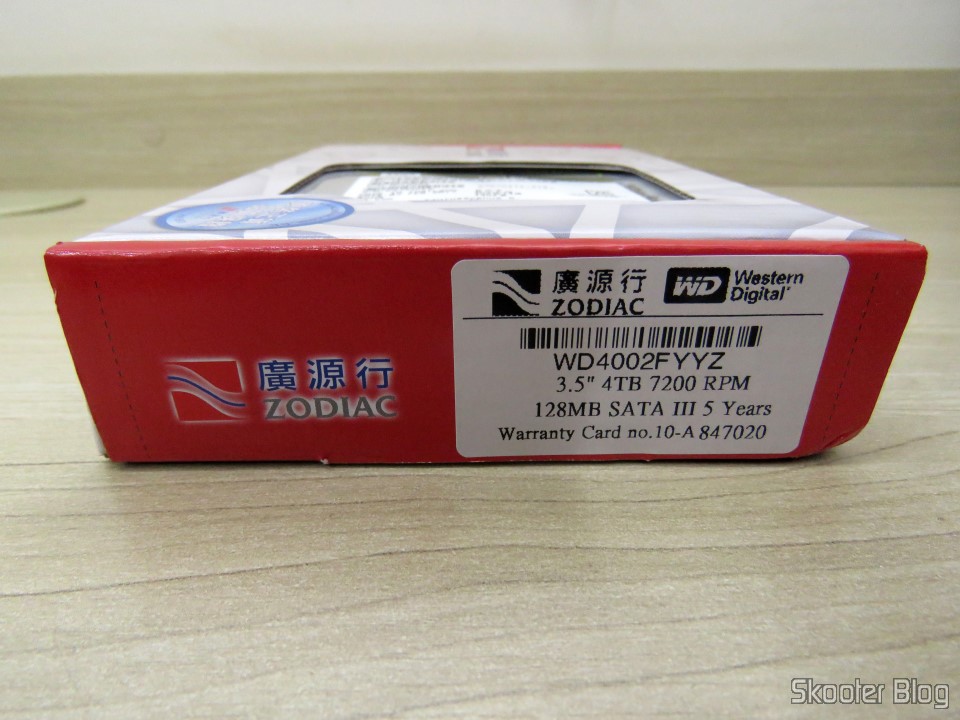 廣源行
ZODIAC
廣源行
ZODIAC
WD
Western
Digital
WD4002FYYZ
3.5" 4TB 7200 RPM
128MB SATA III 5 Years
Warranty Card no.10-A847020
Skooter Blog